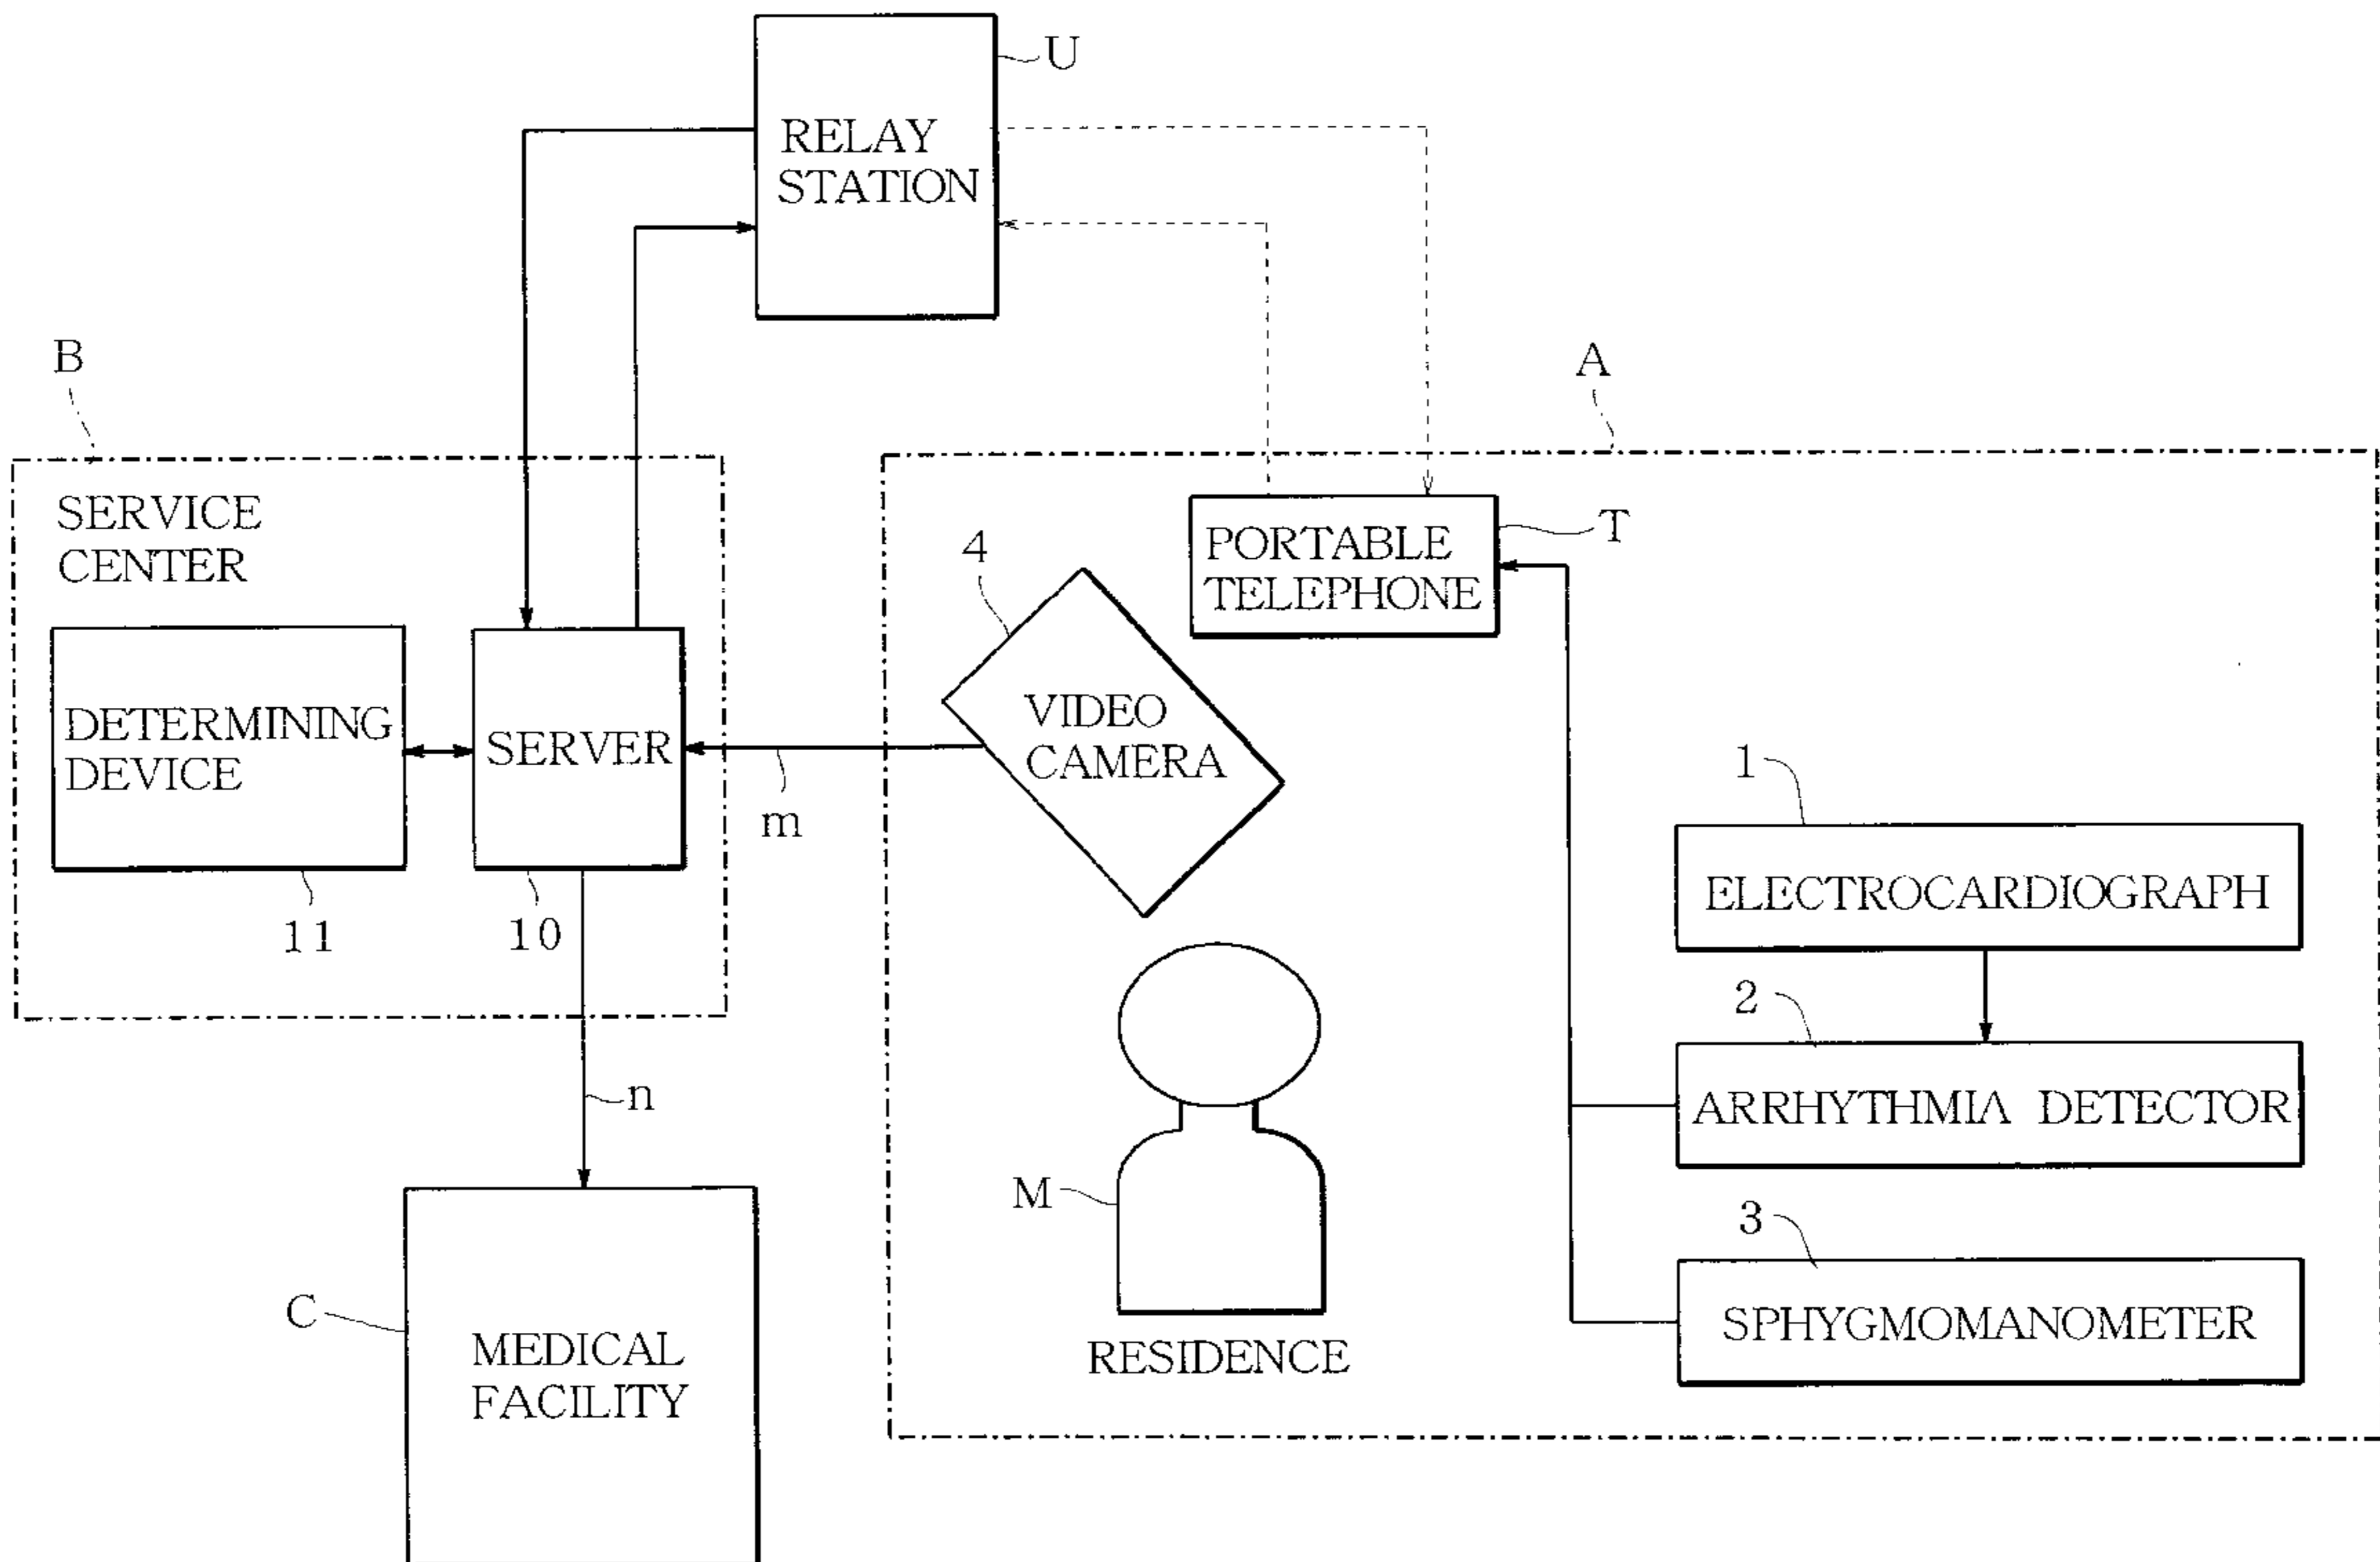 U
RELAY
STATION
B
A
SERVICE
CENTER
4
PORTABLE
TELEPHONE
T
DETERMINING
DEVICE
SERVER
VIDEO
CAMERA
m
1
11
10
ELECTROCARDIOGRAPH
2
n
ARRHYTHMIA DETECTOR
M
3
C
MEDICAL
FACILITY
RESIDENCE
SPHYGMOMANOMETER